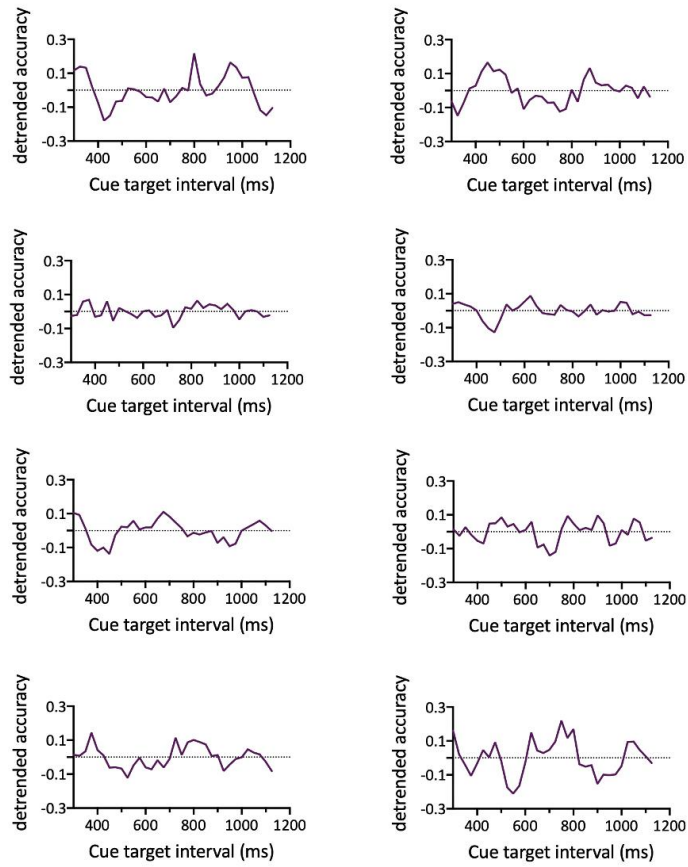 detrended accuracy
0.3
0.1
-0.1
-0.3
400 600 800 1000 1200
Cue target interval (ms)
detrended accuracy
0.3
0.1
-0.1
-0.3
400 600 800 1000 1200
Cue target interval (ms)
detrended accuracy
0.3
0.1
-0.1
-0.3
400 600 800 1000 1200
Cue target interval (ms)
detrended accuracy
0.3
0.1
-0.1
-0.3
400 600 800 1000 1200
Cue target interval (ms)
detrended accuracy
0.3
0.1
-0.1
-0.3
400 600 800 1000 1200
Cue target interval (ms)
detrended accuracy
0.3
0.1
-0.1
-0.3
400 600 800 1000 1200
Cue target interval (ms)
detrended accuracy
0.3
0.1
-0.1
-0.3
400 600 800 1000 1200
Cue target interval (ms)
detrended accuracy
0.3
0.1
-0.1
-0.3
400 600 800 1000 1200
Cue target interval (ms)